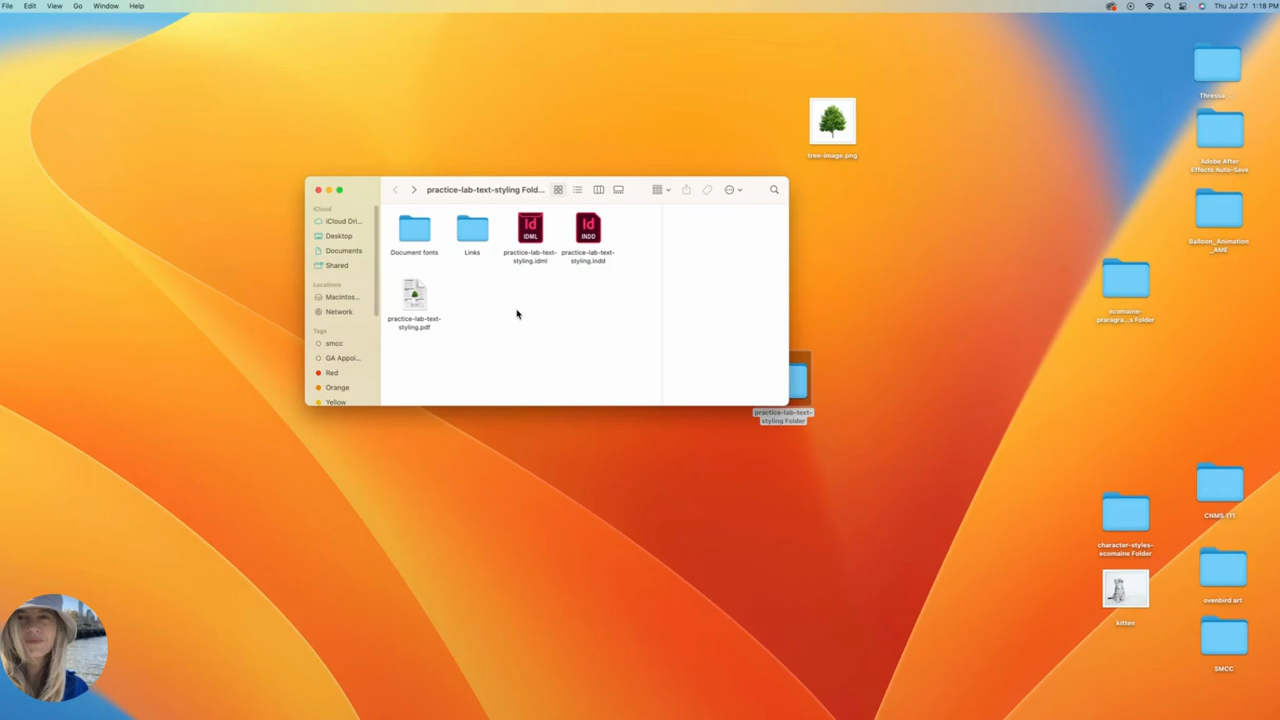 File Edit View Go Window Help
Thu Jul 27 1:18 PM
tree-image.png
practice-lab-text-styling Fold...
iCloud
iCloud Dri...
Desktop
Documents
Shared
Locations
Macintos...
Network
Tags
smcc
GA Appoi...
Red
Orange
Yellow
Document fonts
Links
Id
IDML
practice-lab-text-
styling.idml
Id
INDD
practice-lab-text-
styling.indd
practice-lab-text-
styling.pdf
practice-lab-text-
styling Folder
Thressa
Adobe After
Effects Auto-Save
Balloon_Animation
_AME
ecomaine-
praragra...s Folder
CNMS 111
character-styles-
ecomaine Folder
ovenbird art
kitten
SMCC